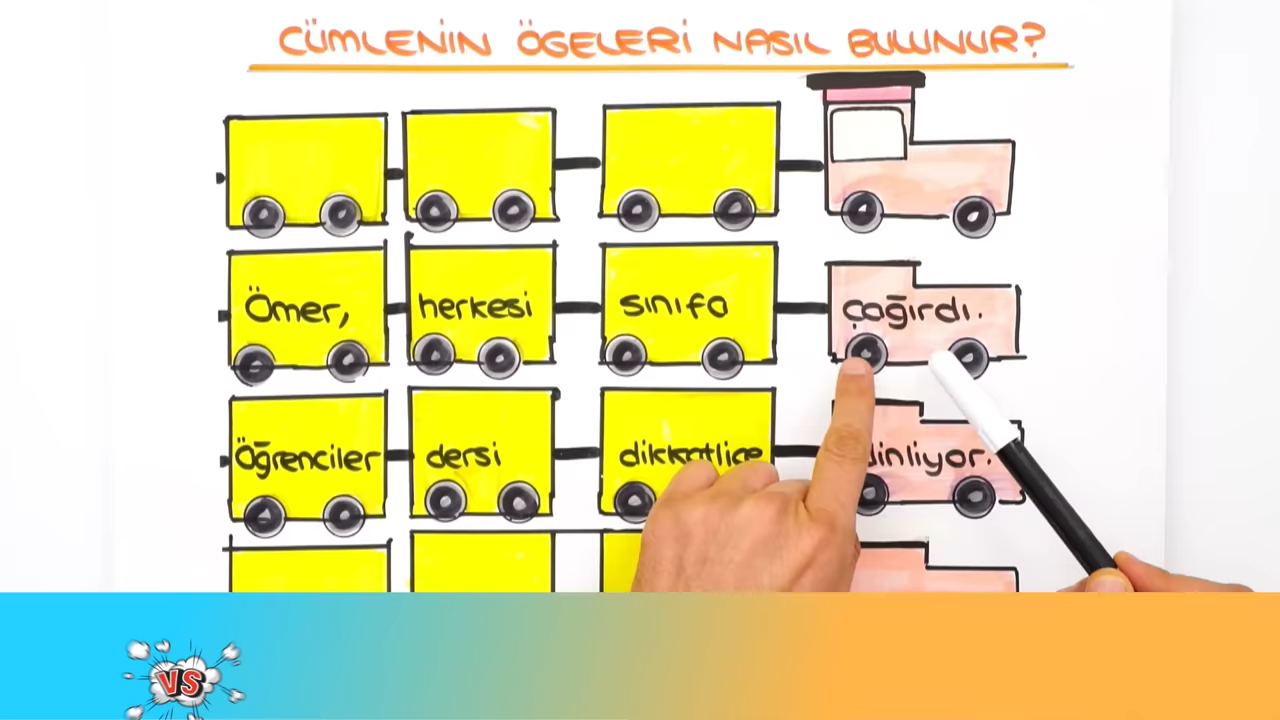 CÜMLENİN ÖGELERİ NASIL BULUNUR?
Ömer, herkesi sınıfa çağırdı.
Öğrenciler dersi dikkatlice dinliyor.
VS